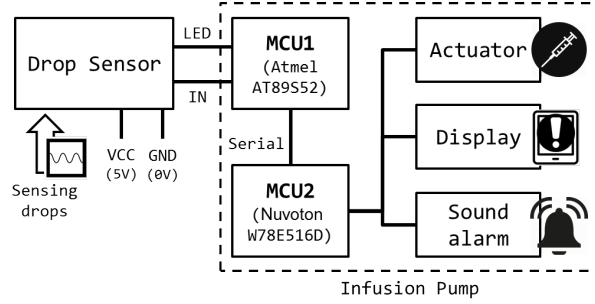 Drop Sensor
LED
IN
VCC
(5V)
GND
(0V)
Sensing
drops
MCU1
(Atmel
AT89S52)
Serial
MCU2
(Nuvoton
W78E516D)
Actuator
Display
Sound
alarm
Infusion Pump